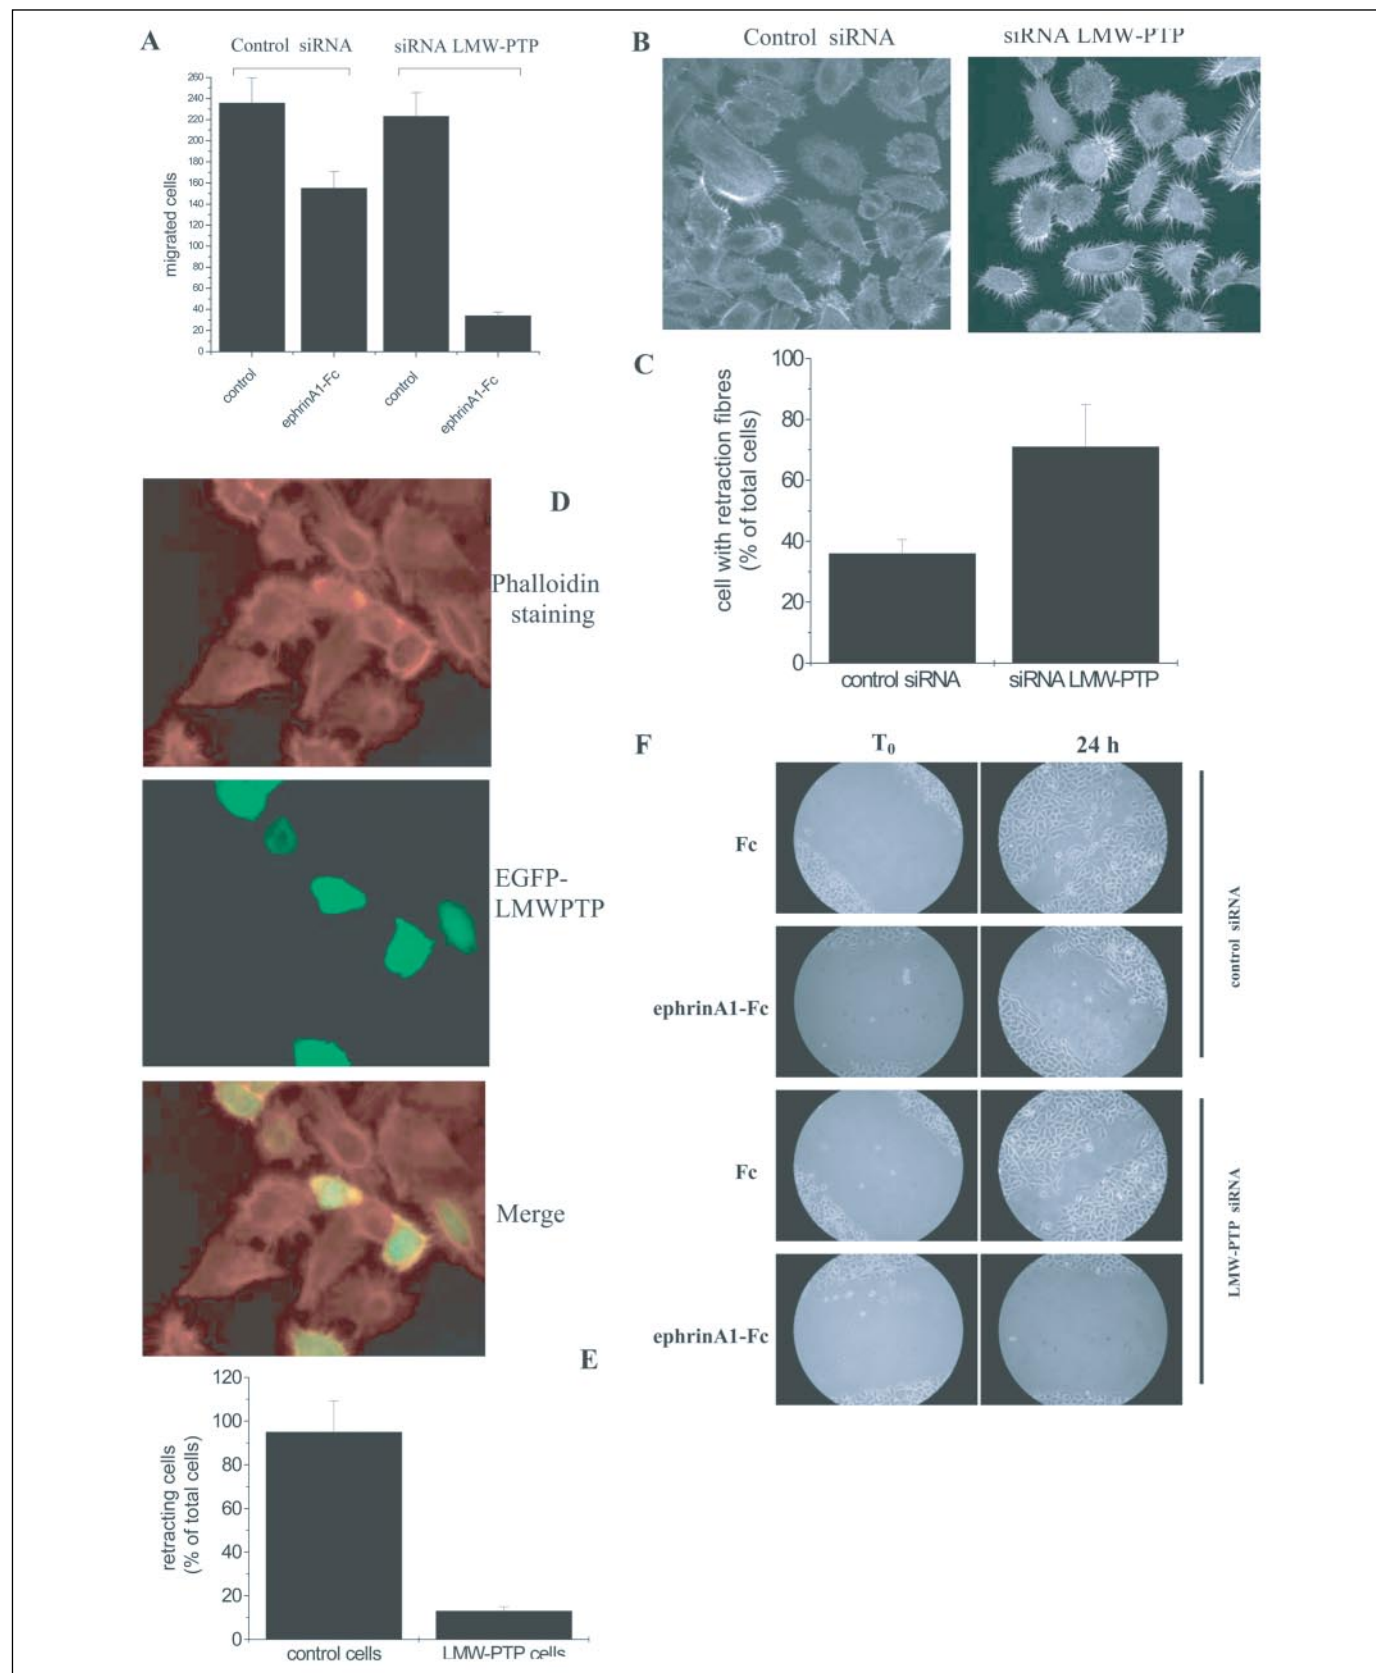 A
Control siRNA
siRNA LMW-PTP
260
240
220
200
180
160
140
120
100
80
60
40
20
0
migrated cells
control
ephrinA1-Fc
control
ephrinA1-Fc
B
Control siRNA
siRNA LMW-PTP
C
100
80
60
40
20
0
cell with retraction fibres
(% of total cells)
control siRNA
siRNA LMW-PTP
D
Phalloidin
staining
EGFP-
LMWPTP
Merge
E
120
100
80
60
40
20
0
retracting cells
(% of total cells)
control cells
LMW-PTP cells
F
T0
24 h
Fc
ephrinA1-Fc
control siRNA
Fc
ephrinA1-Fc
LMW-PTP siRNA